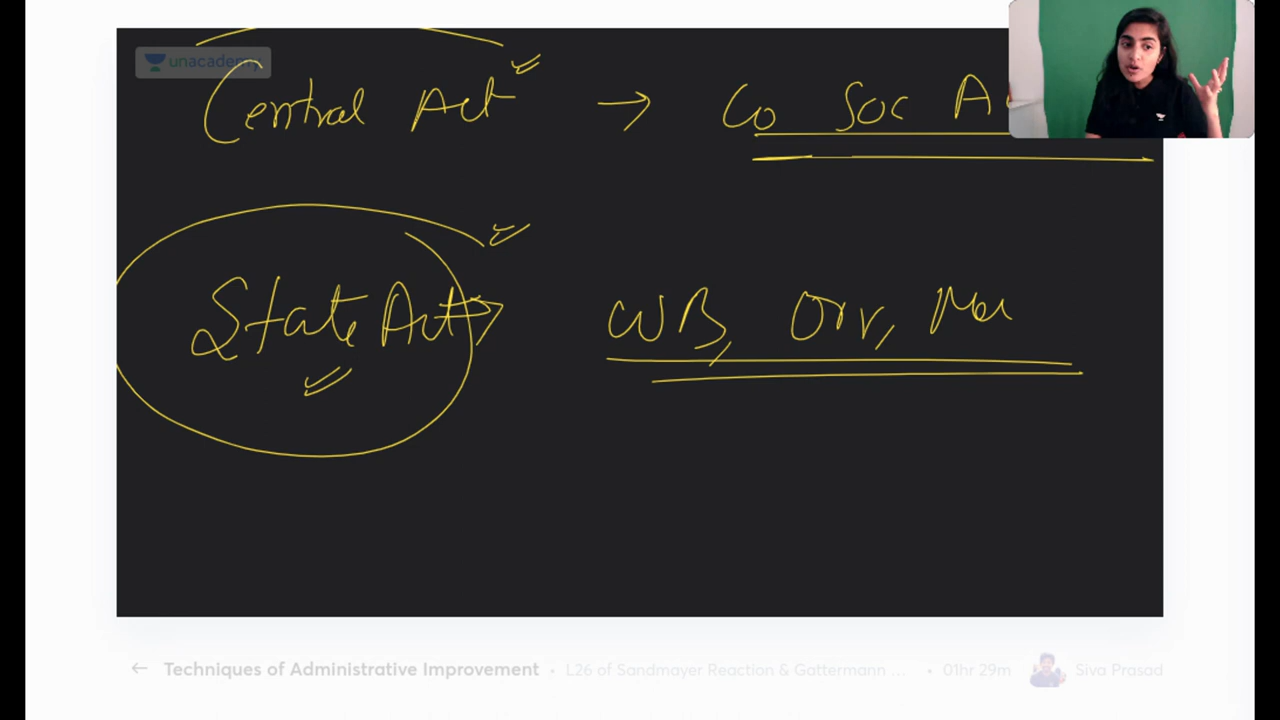 unacademy
Central Act → Co Soc A
State Act → WB, Orr, Mou
← Techniques of Administrative Improvement • L26 of Sandmayer Reaction & Gattermann ... • 01hr 29m Siva Prasad